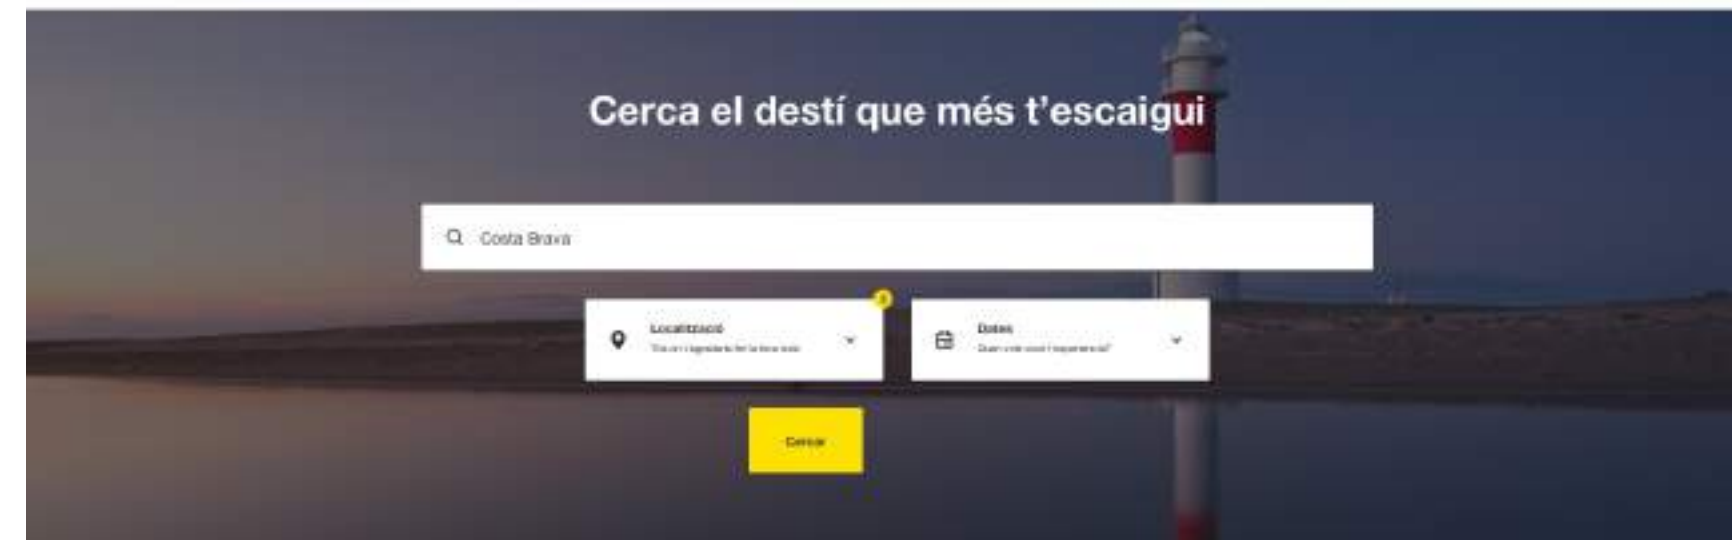 Cerca el destí que més t'escaigui
Costa Brava
Localització
Dates
Cercar